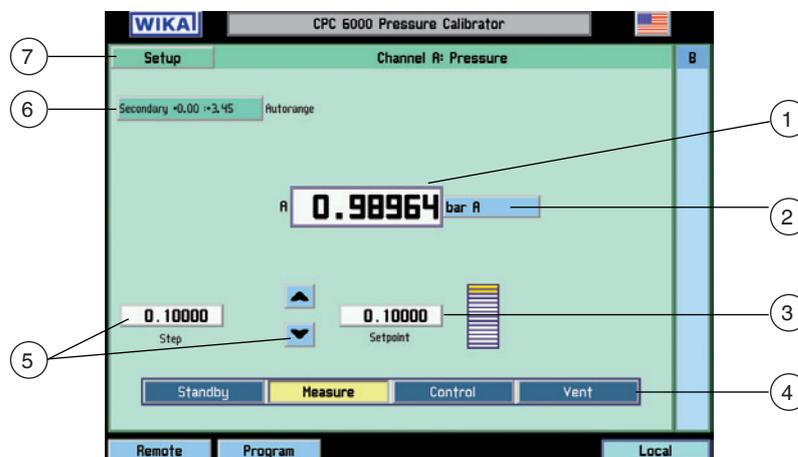 WIKAI
CPC 6000 Pressure Calibrator
7
Setup
Channel A: Pressure
B
6
Secondary +0.00 :+3.45
Autorange
1
A
0.98964
bar A
2
0.10000
0.10000
3
Step
Setpoint
5
Standby
Measure
Control
Vent
4
Remote
Program
Local